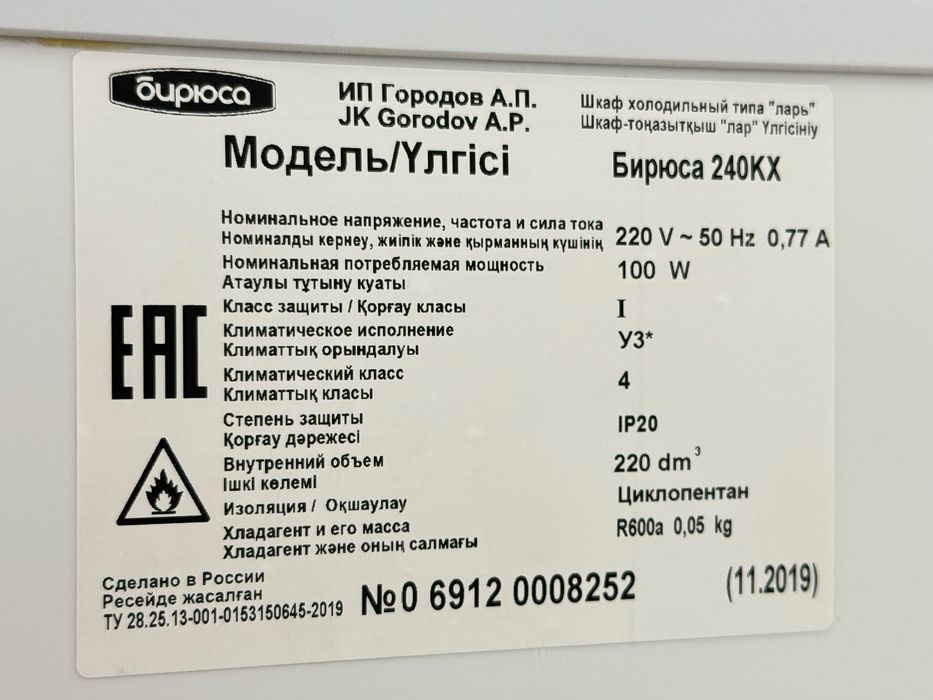 бирюса
ИП Городов А.П.
JK Gorodov A.P.
Шкаф холодильный типа "ларь"
Шкаф-тоңазытқыш "лар" Үлгісініу
Модель/Үлгісі Бирюса 240КХ
Номинальное напряжение, частота и сила тока
Номиналды кернеу, жиілік және қырманның күшінің 220 V ~ 50 Hz 0,77 A
Номинальная потребляемая мощность 100 W
Атаулы тұтыну куаты
Класс защиты / Қорғау класы I
Климатическое исполнение У3*
Климаттық орындалуы
Климатический класс 4
Климаттық класы
Степень защиты IP20
Қорғау дәрежесі
Внутренний объем 220 dm³
Ішкі көлемі
Изоляция / Оқшаулау Циклопентан
Хладагент и его масса R600a 0,05 kg
Хладагент және оның салмағы
EAC
Сделано в России
Ресейде жасалған
ТУ 28.25.13-001-0153150645-2019
№0 6912 0008252 (11.2019)